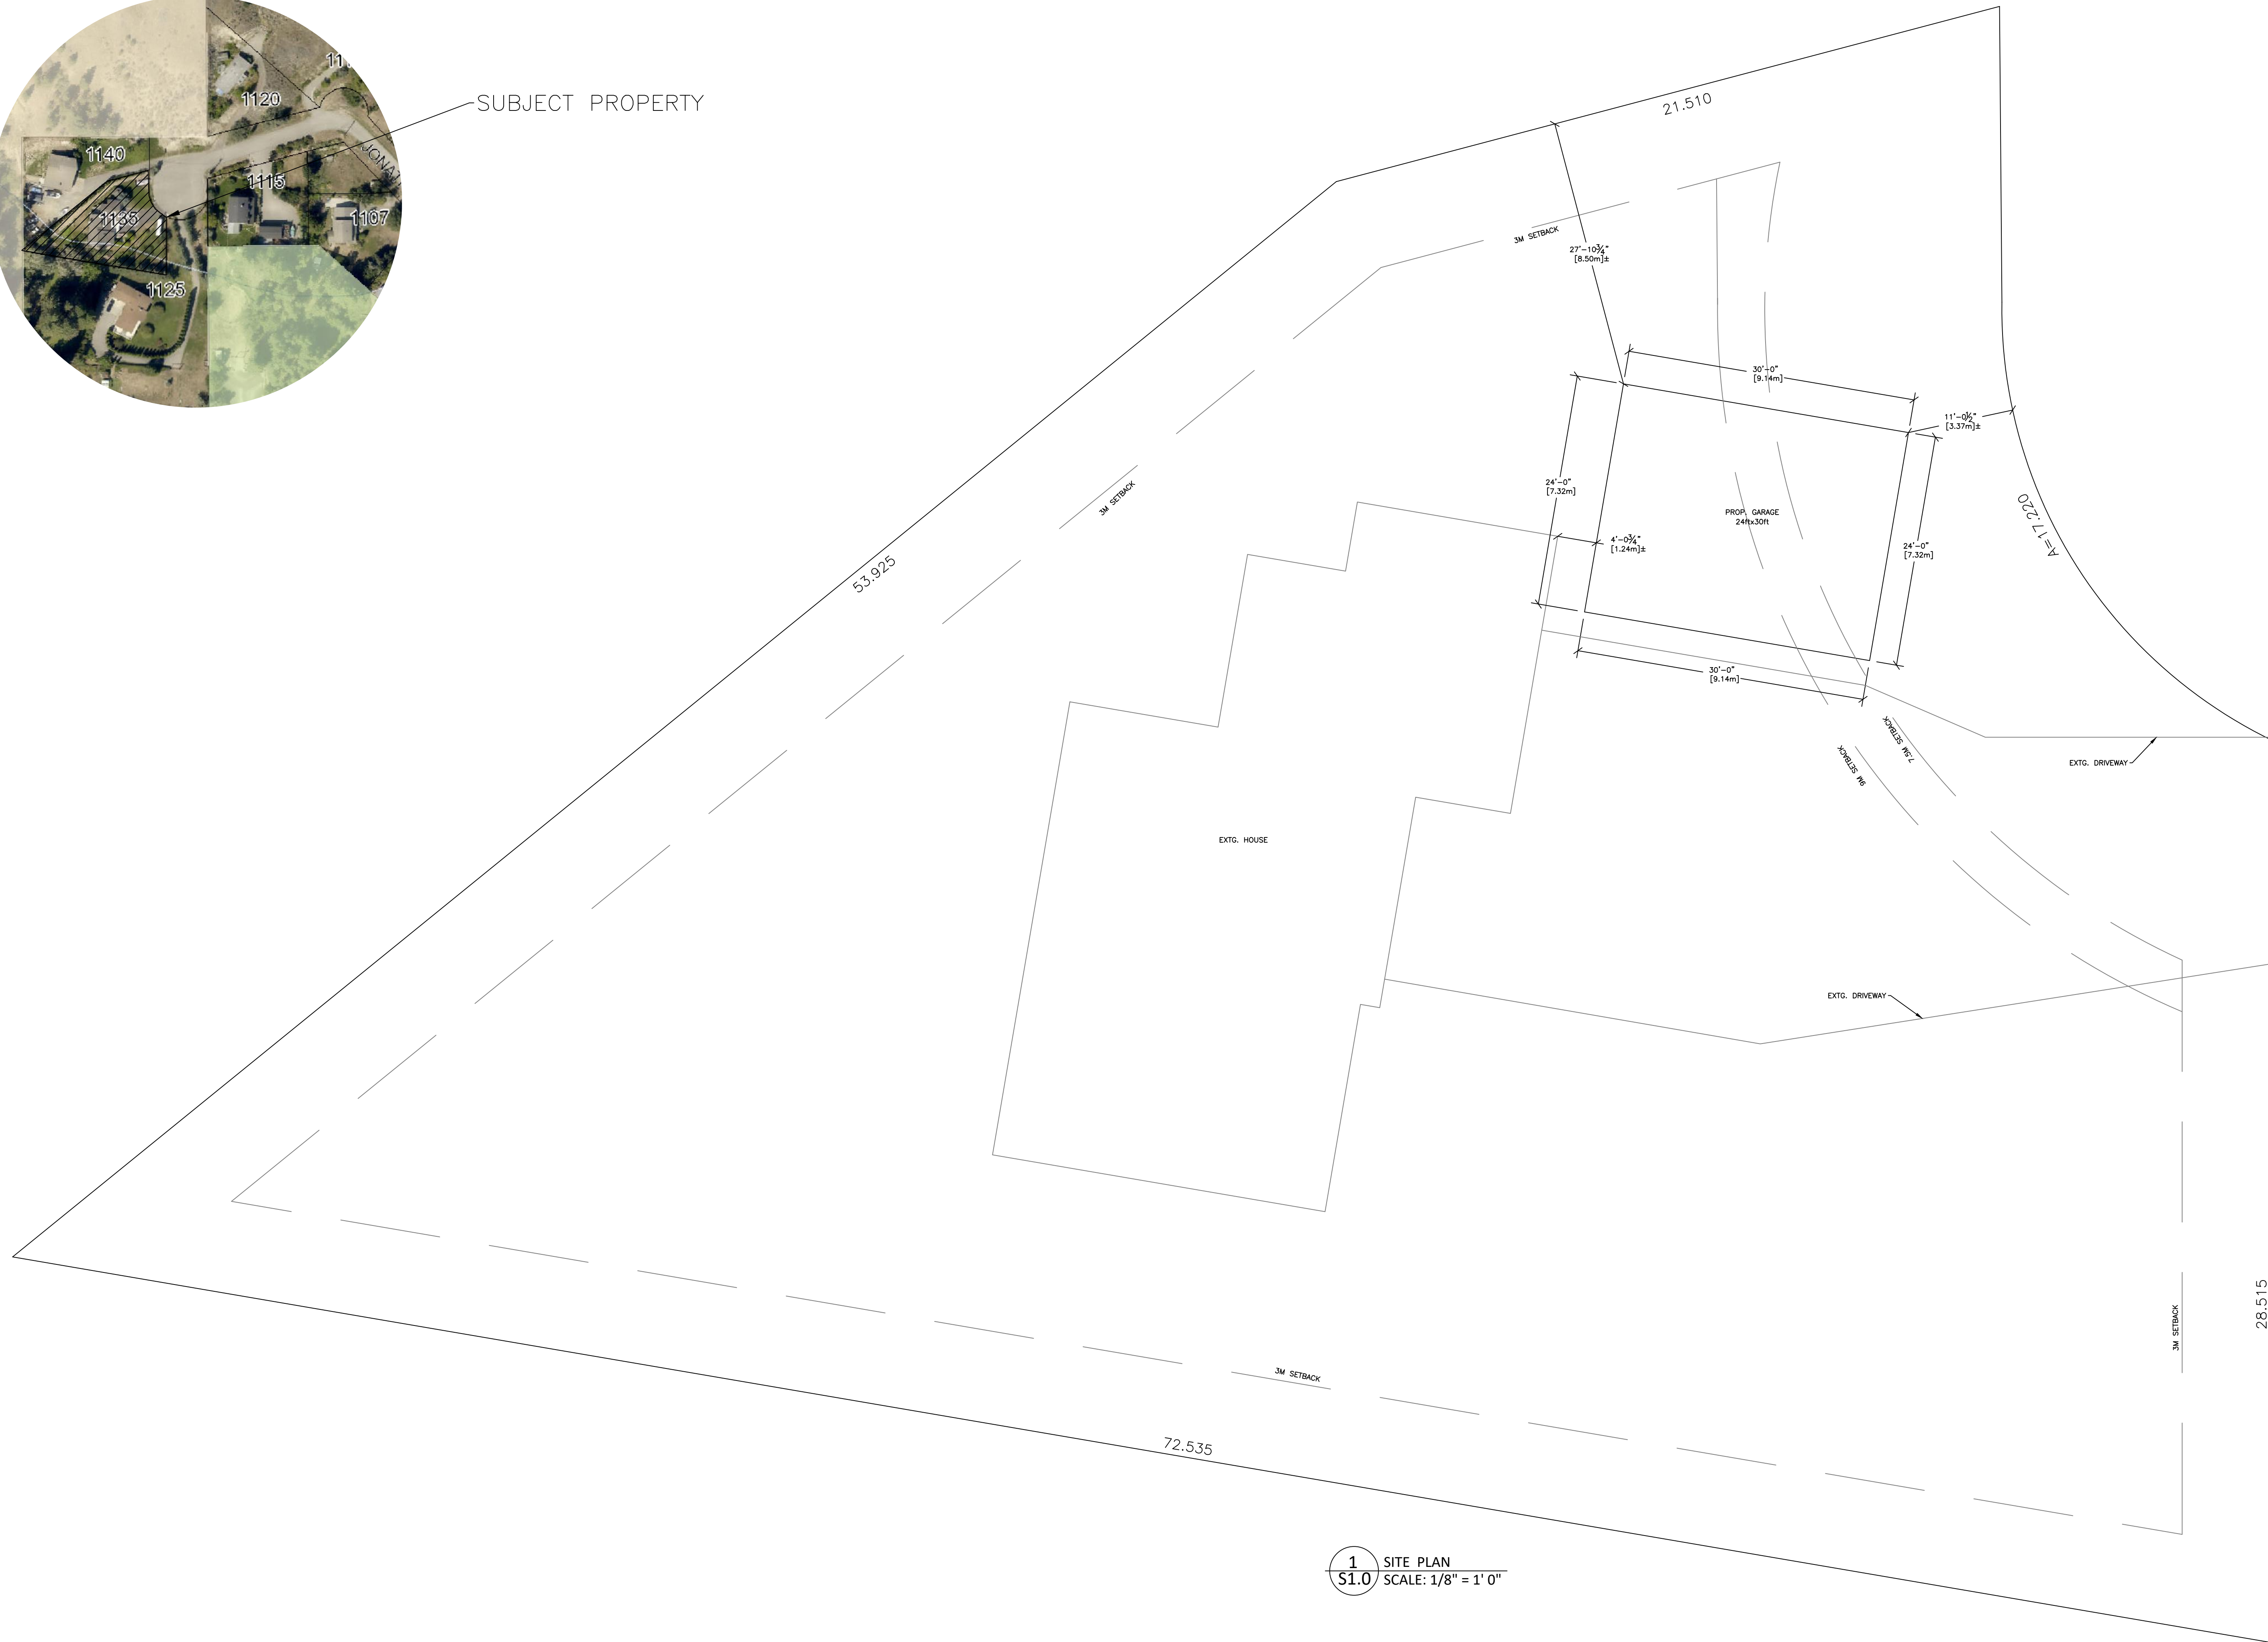 11
1120
SUBJECT PROPERTY
1140
JONA
1115
1135
1107
1125
21.510
3M SETBACK
27'-10¾"
[8.50m]±
30'-0"
[9.14m]
11'-0½"
[3.37m]±
24'-0"
[7.32m]
3M SETBACK
PROP. GARAGE
24ftx30ft
A=17.220
4'-0¾"
[1.24m]±
24'-0"
[7.32m]
53.925
30'-0"
[9.14m]
7.5M SETBACK
9M SETBACK
EXTG. DRIVEWAY
EXTG. HOUSE
EXTG. DRIVEWAY
28.515
3M SETBACK
3M SETBACK
72.535
1
S1.0
SITE PLAN
SCALE: 1/8" = 1' 0"